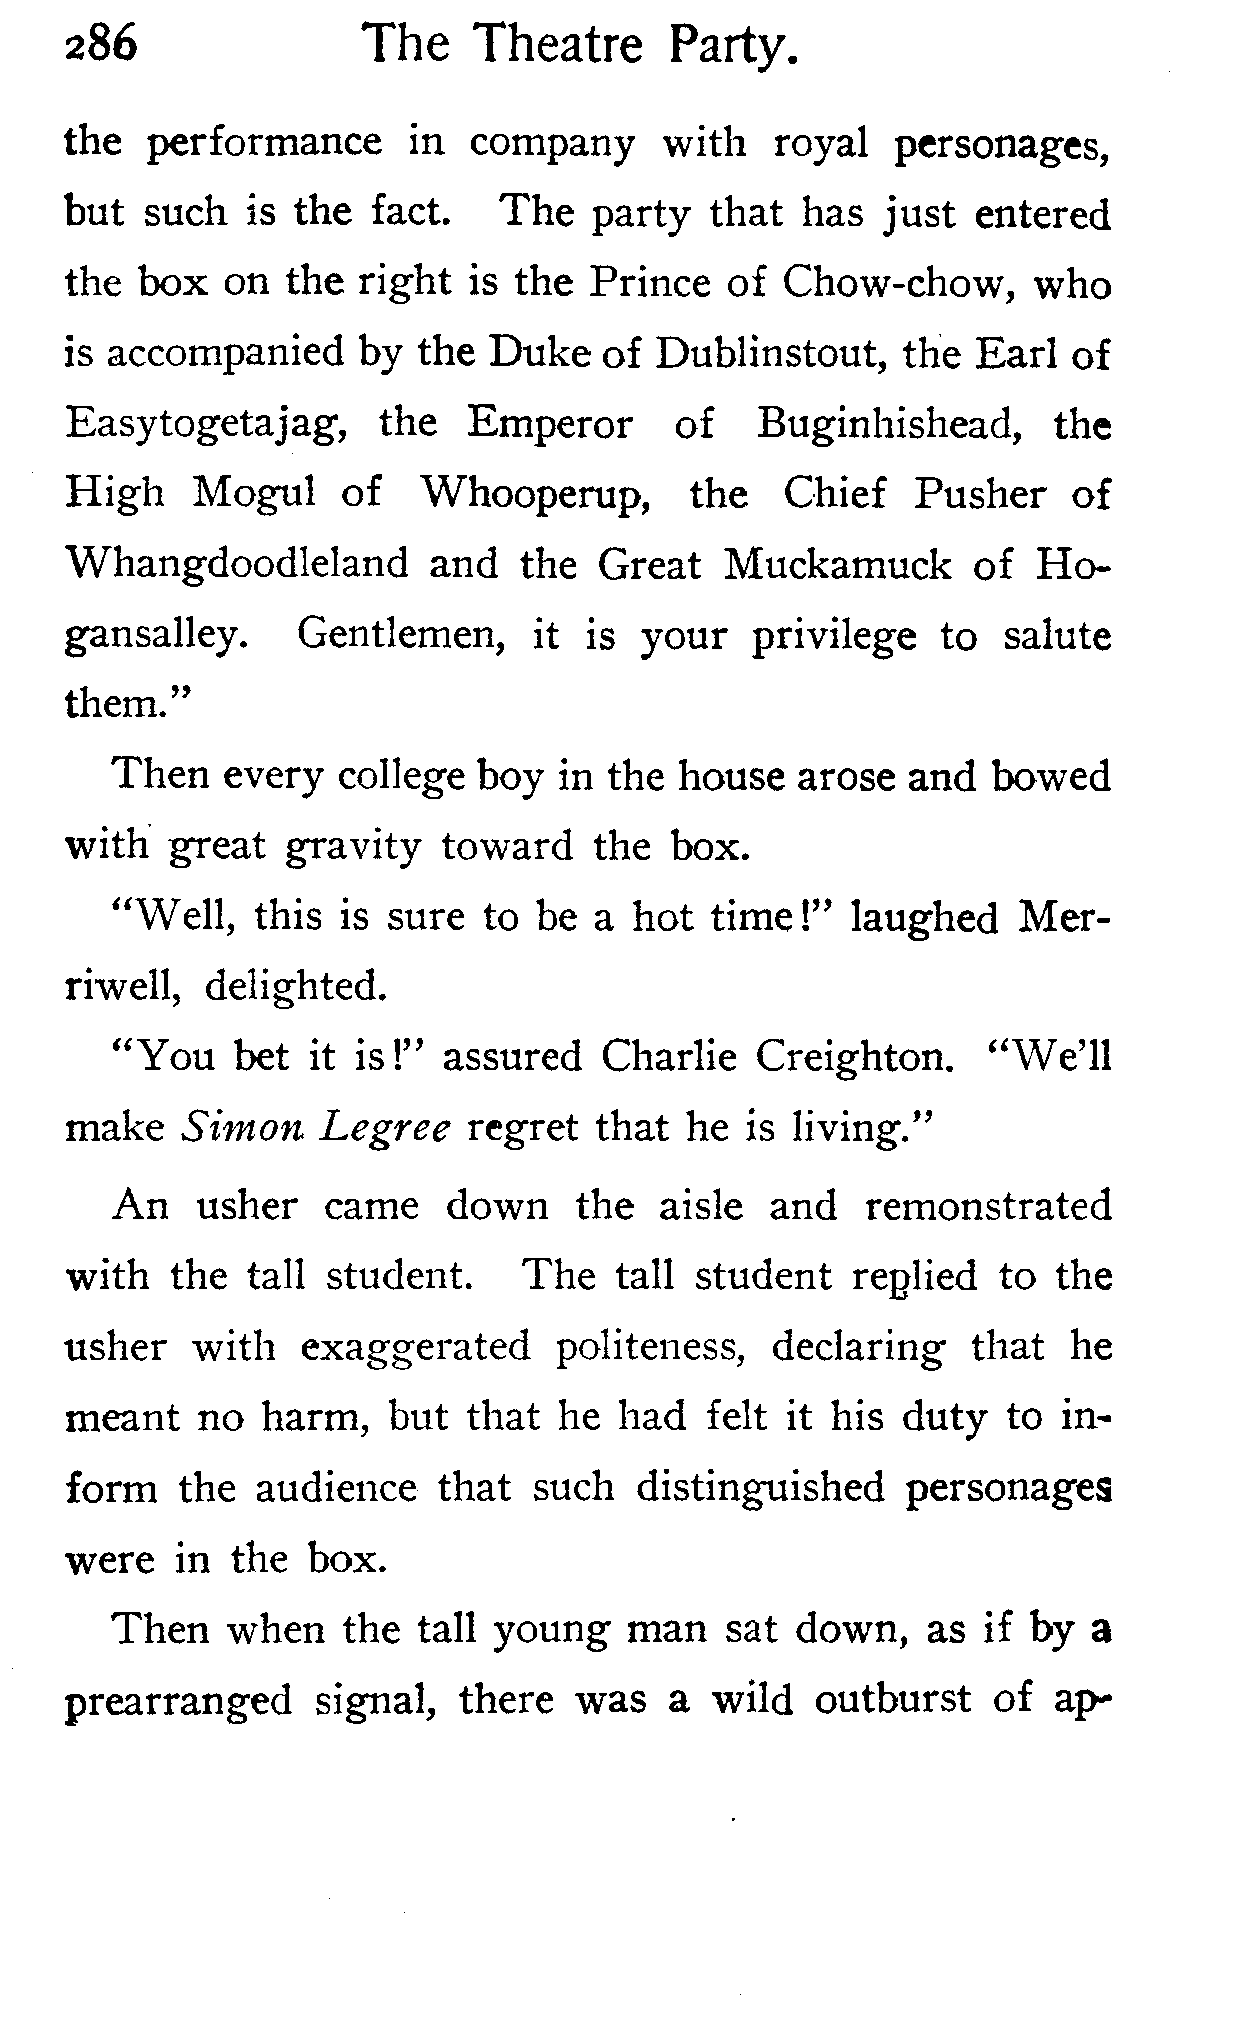 286 The Theatre Party.
the performance in company with royal personages,
but such is the fact. The party that has just entered
the box on the right is the Prince of Chow-chow, who
is accompanied by the Duke of Dublinstout, the Earl of
Easytogetajag, the Emperor of Buginhishead, the
High Mogul of Whooperup, the Chief Pusher of
Whangdoodleland and the Great Muckamuck of Ho-
gansalley. Gentlemen, it is your privilege to salute
them.”
Then every college boy in the house arose and bowed
with great gravity toward the box.
“Well, this is sure to be a hot time!” laughed Mer-
riwell, delighted.
“You bet it is!” assured Charlie Creighton. “We’ll
make Simon Legree regret that he is living.”
An usher came down the aisle and remonstrated
with the tall student. The tall student replied to the
usher with exaggerated politeness, declaring that he
meant no harm, but that he had felt it his duty to in-
form the audience that such distinguished personages
were in the box.
Then when the tall young man sat down, as if by a
prearranged signal, there was a wild outburst of ap-